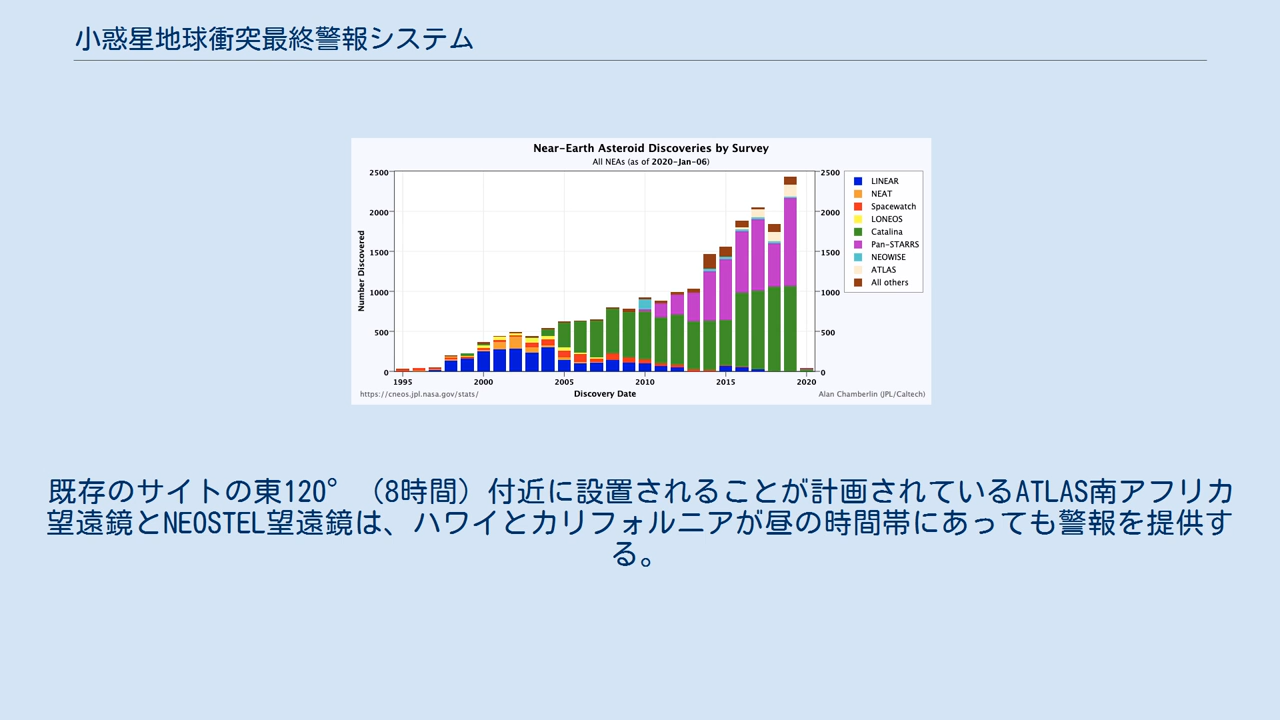 小惑星地球衝突最終警報システム
Near-Earth Asteroid Discoveries by Survey
All NEAs (as of 2020-Jan-06)
Number Discovered
2500
2000
1500
1000
500
0
2500
2000
1500
1000
500
0
1995
2000
2005
2010
2015
2020
Discovery Date
https://cneos.jpl.nasa.gov/stats/
Alan Chamberlin (JPL/Caltech)
LINEAR
NEAT
Spacewatch
LONEOS
Catalina
Pan-STARRS
NEOWISE
ATLAS
All others
既存のサイトの東120°（8時間）付近に設置されることが計画されているATLAS南アフリカ
望遠鏡とNEOSTEL望遠鏡は、ハワイとカリフォルニアが昼の時間帯にあっても警報を提供す
る。